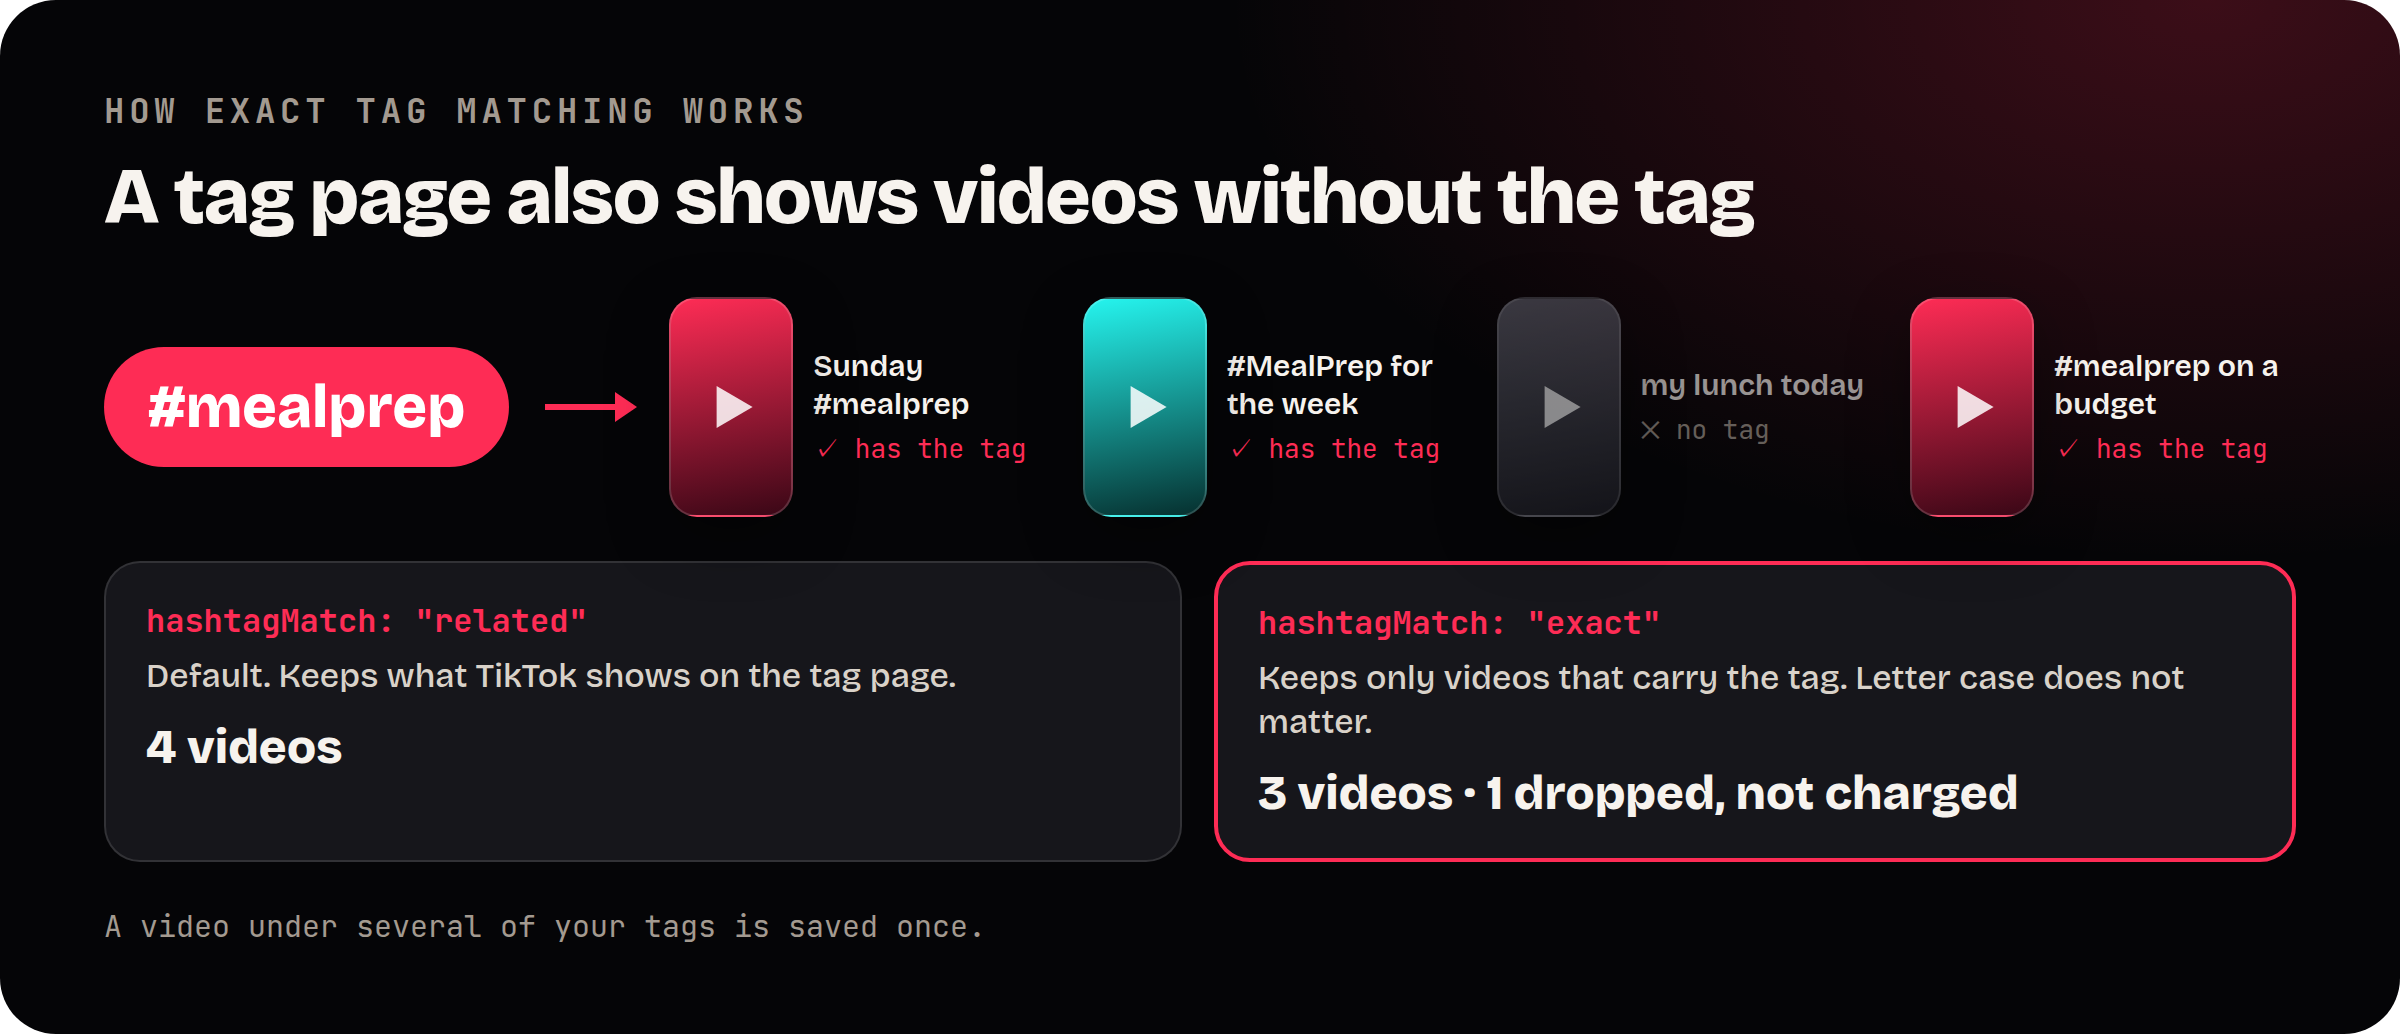 HOW EXACT TAG MATCHING WORKS
A tag page also shows videos without the tag
#mealprep
Sunday
#mealprep
✓ has the tag
#MealPrep for
the week
✓ has the tag
my lunch today
✕ no tag
#mealprep on a
budget
✓ has the tag
hashtagMatch: "related"
Default. Keeps what TikTok shows on the tag page.
4 videos
hashtagMatch: "exact"
Keeps only videos that carry the tag. Letter case does not
matter.
3 videos · 1 dropped, not charged
A video under several of your tags is saved once.